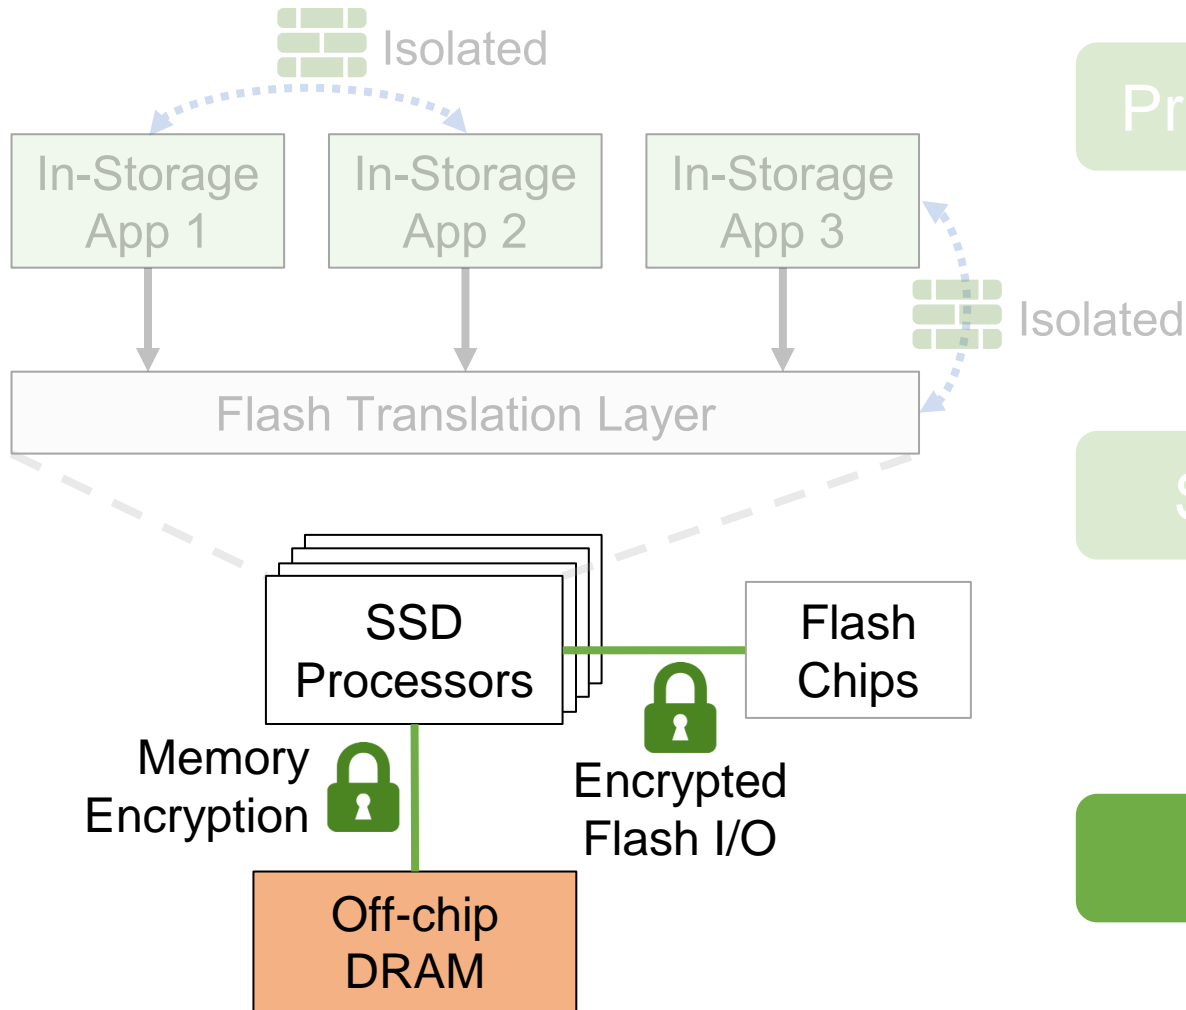 Isolated
In-Storage
App 1
In-Storage
App 2
In-Storage
App 3
Isolated
Flash Translation Layer
SSD
Processors
Flash
Chips
Memory
Encryption
Encrypted
Flash I/O
Off-chip
DRAM
Pr